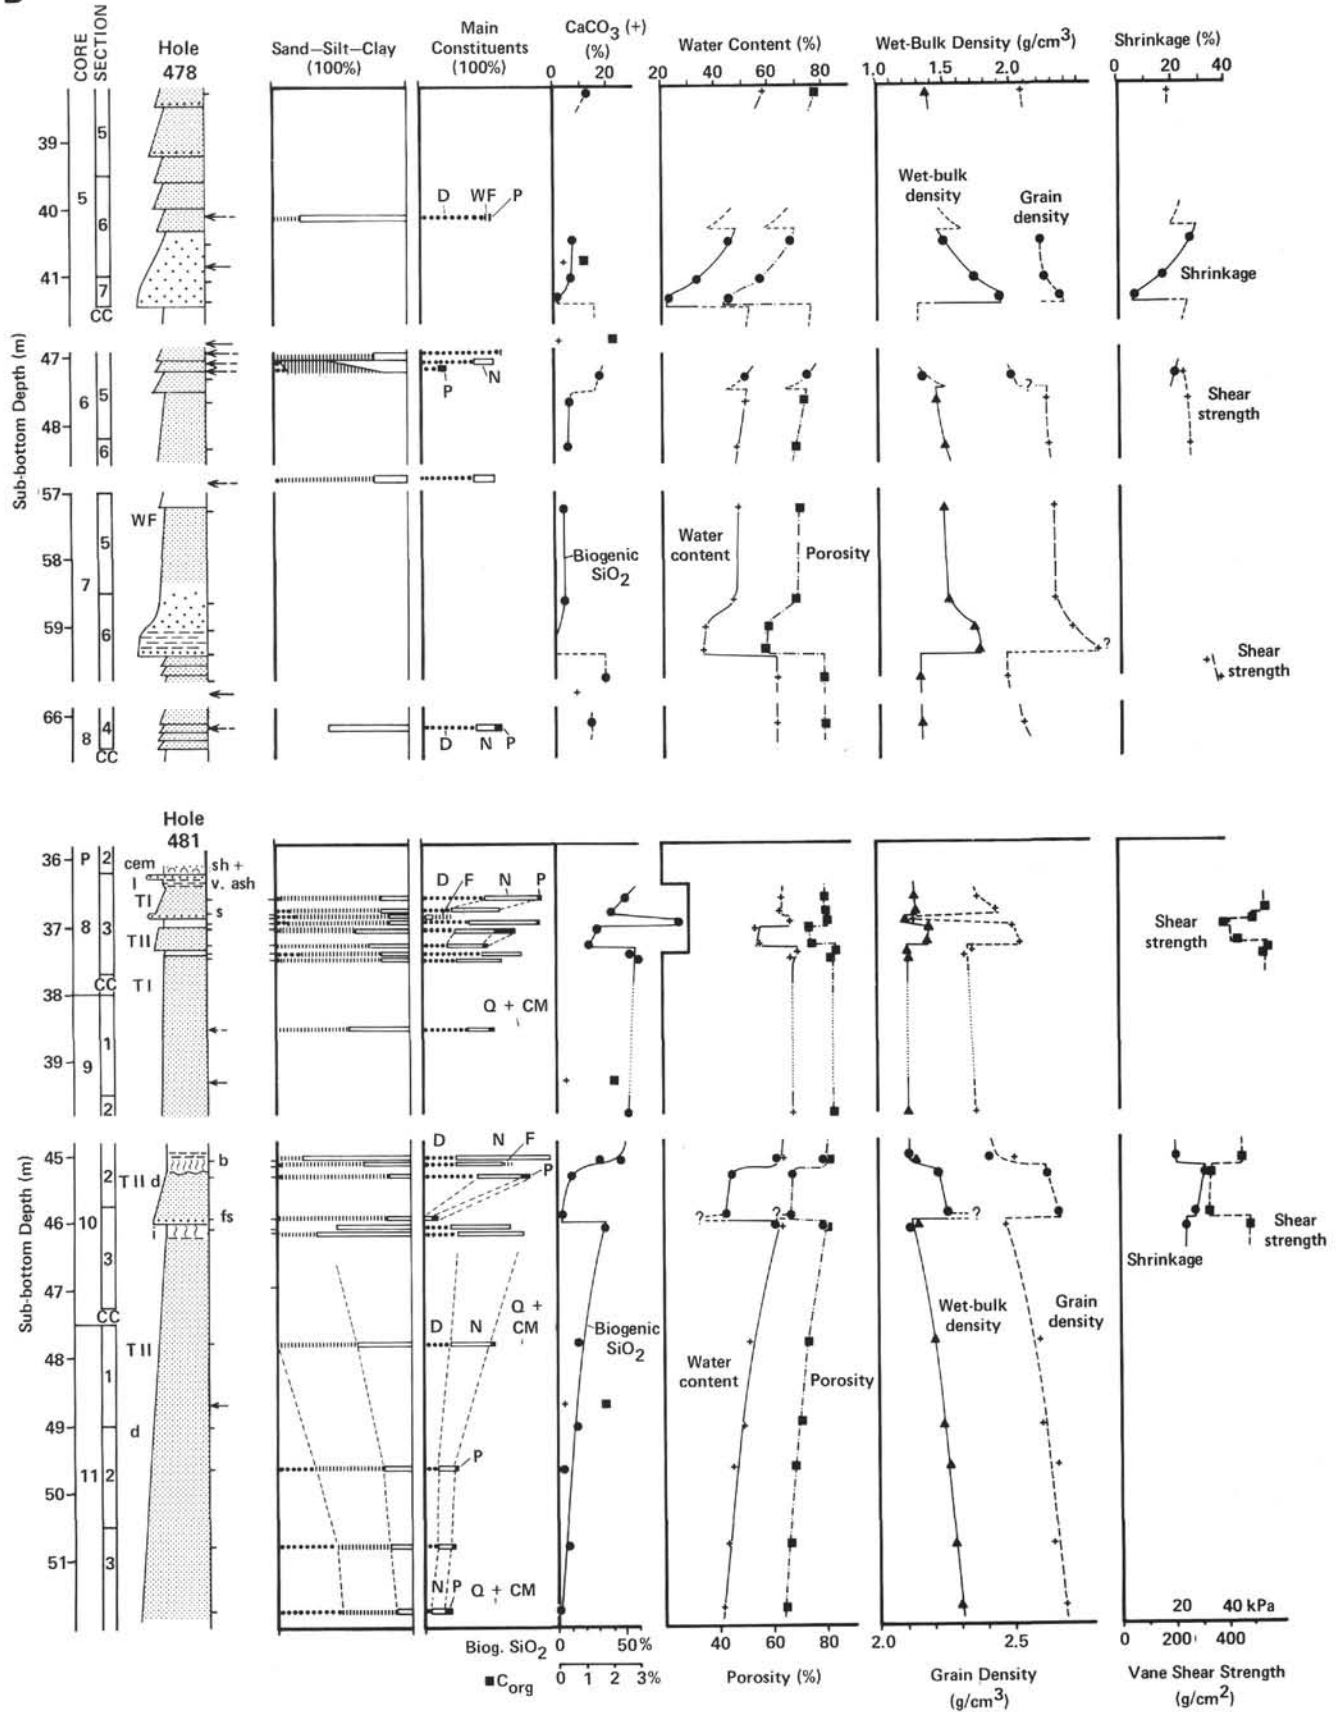 CORE
SECTION
Hole
478
Sand–Silt–Clay
(100%)
Main
Constituents
(100%)
CaCO3 (+)
(%)
0 20
Water Content (%)
20 40 60 80
Wet-Bulk Density (g/cm3)
1.0 1.5 2.0
Shrinkage (%)
0 20 40
Sub-bottom Depth (m)
39
40
41
5
5
6
7
CC
D WF P
Wet-bulk
density
Grain
density
Shrinkage
47
48
6
5
6
P
N
?
Shear
strength
57
58
59
7
5
6
WF
Biogenic
SiO2
Water
content
Porosity
?
Shear
strength
66
8
4
CC
D N P
Hole
481
36
37
38
39
P
8
9
2
3
CC
1
2
cem
sh +
v. ash
l
TI
s
TII
TI
D F N P
Q + CM
Shear
strength
Sub-bottom Depth (m)
45
46
47
48
49
50
51
10
11
2
3
CC
1
2
3
b
TII d
fs
i
TII
d
D N F
P
? ? ?
Shear
strength
Shrinkage
D N
Q +
CM
Biogenic
SiO2
Wet-bulk
density
Grain
density
Water
content
Porosity
P
N P Q + CM
Biog. SiO2
0 50%
■ Corg
0 1 2 3%
40 60 80
Porosity (%)
2.0 2.5
Grain Density
(g/cm3)
20 40 kPa
0 200 400
Vane Shear Strength
(g/cm2)